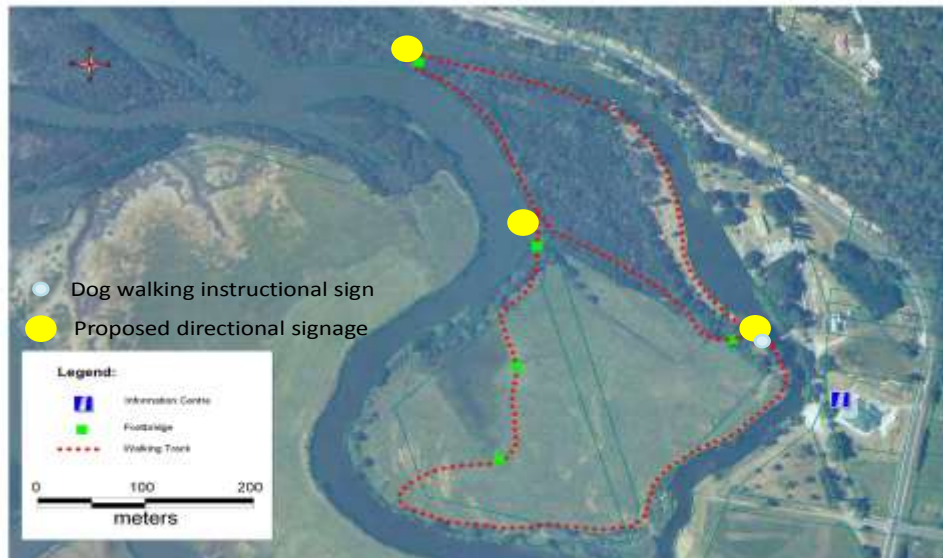 Dog walking instructional sign
Proposed directional signage
Legend:
Information Centre
Footbridge
Walking Track
0 100 200
meters